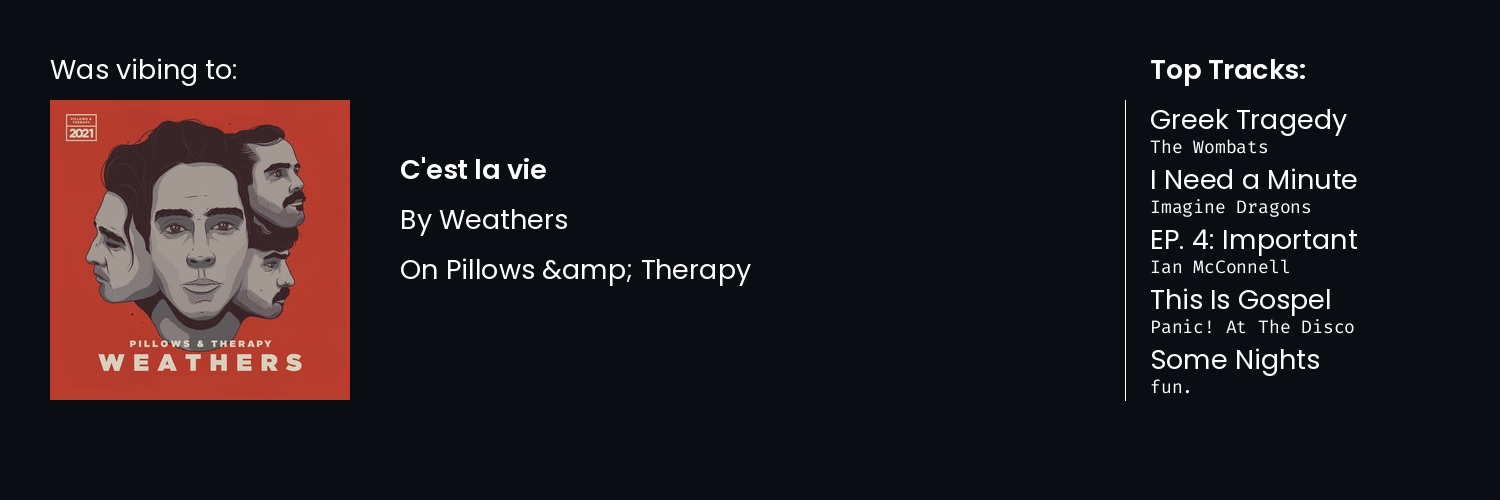 Was vibing to:
PILLOWS &
THERAPY
2021
PILLOWS & THERAPY
WEATHERS
C'est la vie
By Weathers
On Pillows &amp; Therapy
Top Tracks:
Greek Tragedy
The Wombats
I Need a Minute
Imagine Dragons
EP. 4: Important
Ian McConnell
This Is Gospel
Panic! At The Disco
Some Nights
fun.